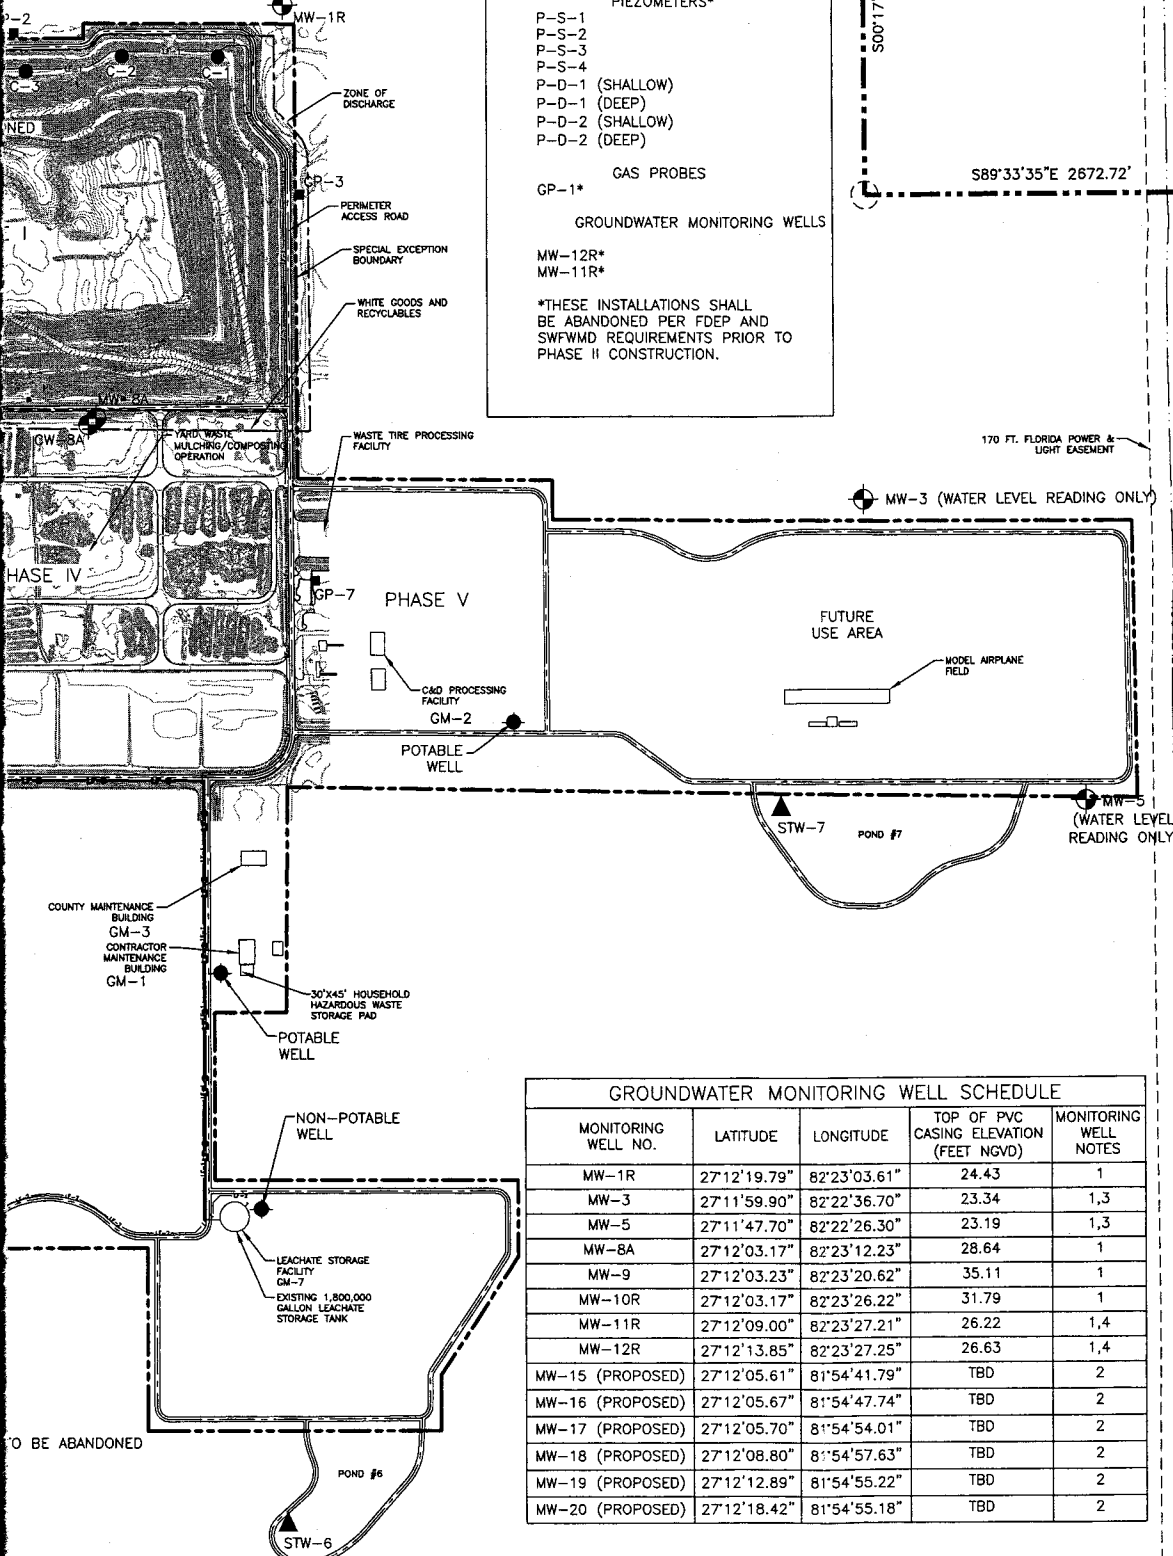 P-2
MW-1R
C-3
C-2
C-1
NED
ZONE OF
DISCHARGE
GP-3
PERIMETER
ACCESS ROAD
SPECIAL EXCEPTION
BOUNDARY
WHITE GOODS AND
RECYCLABLES
MW-8A
GW-8A
YARD WASTE
MULCHING/COMPOSTING
OPERATION
WASTE TIRE PROCESSING
FACILITY
PIEZOMETERS*
P-S-1
P-S-2
P-S-3
P-S-4
P-D-1 (SHALLOW)
P-D-1 (DEEP)
P-D-2 (SHALLOW)
P-D-2 (DEEP)
GAS PROBES
GP-1*
GROUNDWATER MONITORING WELLS
MW-12R*
MW-11R*
*THESE INSTALLATIONS SHALL
BE ABANDONED PER FDEP AND
SWFWMD REQUIREMENTS PRIOR TO
PHASE II CONSTRUCTION.
S00°17'
S89°33'35"E 2672.72'
170 FT. FLORIDA POWER &
LIGHT EASEMENT
MW-3 (WATER LEVEL READING ONLY)
HASE IV
GP-7
PHASE V
FUTURE
USE AREA
MODEL AIRPLANE
FIELD
C&D PROCESSING
FACILITY
GM-2
POTABLE
WELL
STW-7
POND #7
MW-5
(WATER LEVEL
READING ONLY
COUNTY MAINTENANCE
BUILDING
GM-3
CONTRACTOR
MAINTENANCE
BUILDING
GM-1
30'X45' HOUSEHOLD
HAZARDOUS WASTE
STORAGE PAD
POTABLE
WELL
NON-POTABLE
WELL
LEACHATE STORAGE
FACILITY
GM-7
EXISTING 1,800,000
GALLON LEACHATE
STORAGE TANK
TO BE ABANDONED
POND #6
STW-6
GROUNDWATER MONITORING WELL SCHEDULE
MONITORING WELL NO. LATITUDE LONGITUDE TOP OF PVC CASING ELEVATION (FEET NGVD) MONITORING WELL NOTES
MW-1R 27°12'19.79" 82°23'03.61" 24.43 1
MW-3 27°11'59.90" 82°22'36.70" 23.34 1,3
MW-5 27°11'47.70" 82°22'26.30" 23.19 1,3
MW-8A 27°12'03.17" 82°23'12.23" 28.64 1
MW-9 27°12'03.23" 82°23'20.62" 35.11 1
MW-10R 27°12'03.17" 82°23'26.22" 31.79 1
MW-11R 27°12'09.00" 82°23'27.21" 26.22 1,4
MW-12R 27°12'13.85" 82°23'27.25" 26.63 1,4
MW-15 (PROPOSED) 27°12'05.61" 81°54'41.79" TBD 2
MW-16 (PROPOSED) 27°12'05.67" 81°54'47.74" TBD 2
MW-17 (PROPOSED) 27°12'05.70" 81°54'54.01" TBD 2
MW-18 (PROPOSED) 27°12'08.80" 81°54'57.63" TBD 2
MW-19 (PROPOSED) 27°12'12.89" 81°54'55.22" TBD 2
MW-20 (PROPOSED) 27°12'18.42" 81°54'55.18" TBD 2